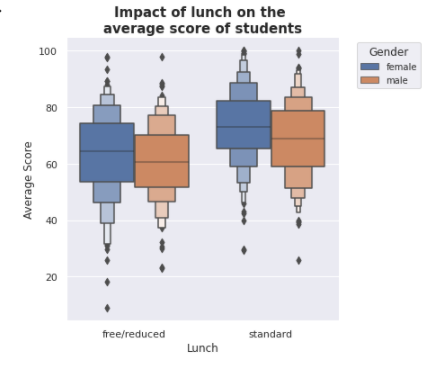 Impact of lunch on the
average score of students
Gender
female
male
100
80
60
40
20
Average Score
free/reduced
standard
Lunch